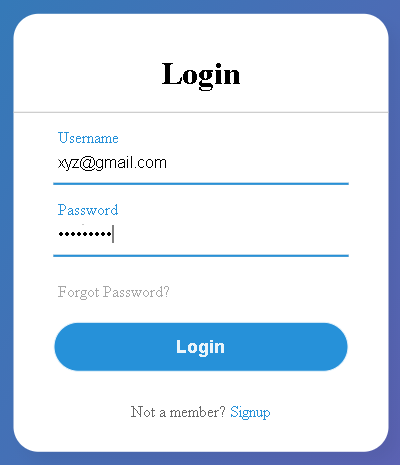 Login
Username
xyz@gmail.com
Password
•••••••••
Forgot Password?
Login
Not a member? Signup